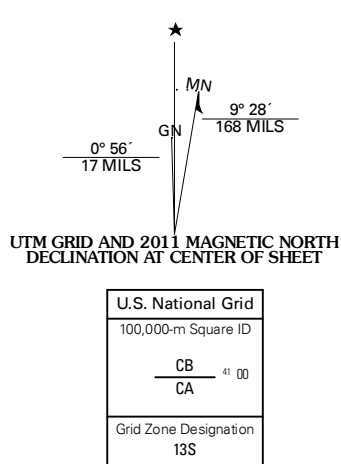 MN
9° 28´
168 MILS
GN
0° 56´
17 MILS
UTM GRID AND 2011 MAGNETIC NORTH
DECLINATION AT CENTER OF SHEET
U.S. National Grid
100,000-m Square ID
CB
41 00
CA
Grid Zone Designation
13S